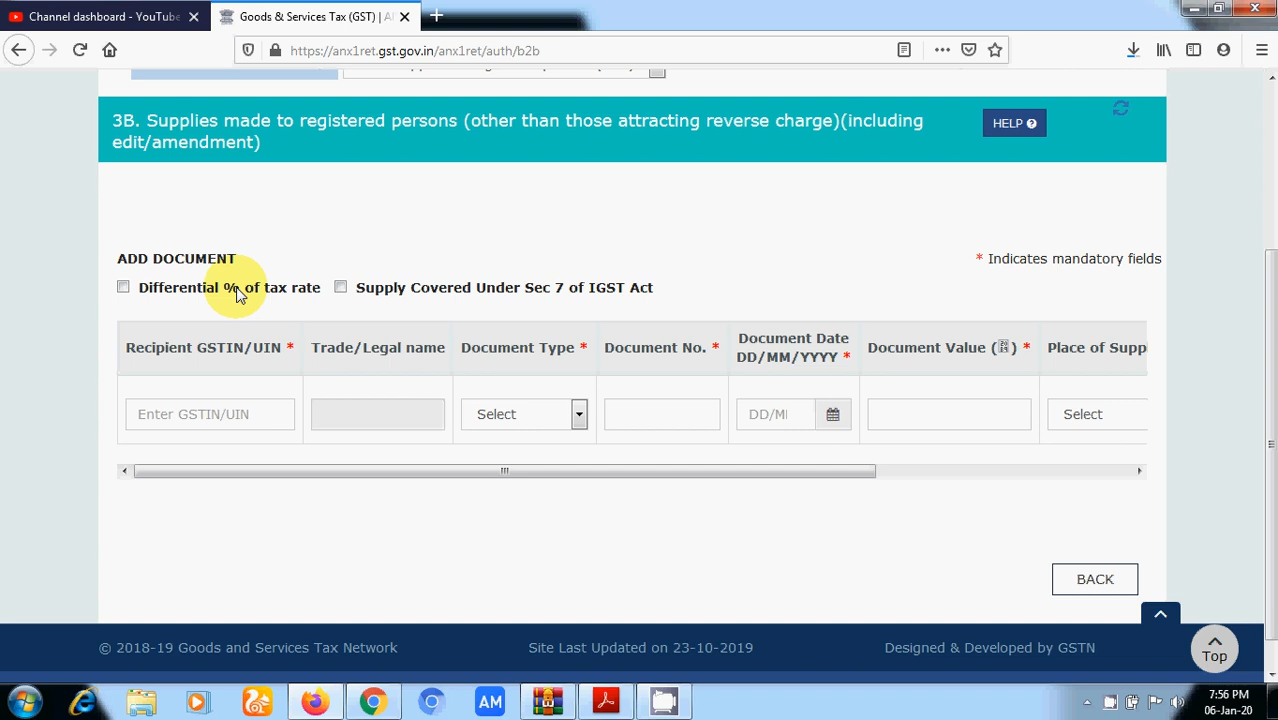 Channel dashboard - YouTube
Goods & Services Tax (GST) |
https://anx1ret.gst.gov.in/anx1ret/auth/b2b
3B. Supplies made to registered persons (other than those attracting reverse charge)(including
edit/amendment)
HELP ?
ADD DOCUMENT
* Indicates mandatory fields
Differential % of tax rate
Supply Covered Under Sec 7 of IGST Act
Recipient GSTIN/UIN *
Trade/Legal name
Document Type *
Document No. *
Document Date
DD/MM/YYYY *
Document Value ( ) *
Place of Suppl
Enter GSTIN/UIN
Select
DD/MM
Select
BACK
© 2018-19 Goods and Services Tax Network
Site Last Updated on 23-10-2019
Designed & Developed by GSTN
Top
AM
7:56 PM
06-Jan-20